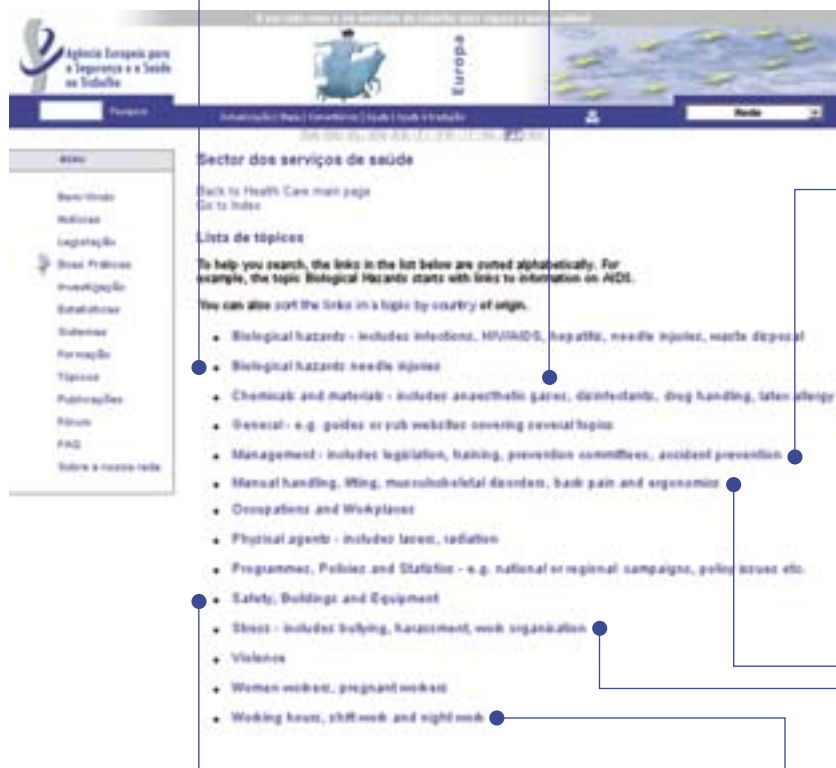 Agência Europeia para
a Segurança e a Saúde
no Trabalho
Europa
Pesquisa
Actualização | Mapa | Comentários | Ajuda | Ajuda à tradução
MENU
Sector dos serviços de saúde
Bem-Vindo
Back to Health Care main page
Notícias
Go to Index
Legislação
Lista de tópicos
Boas Práticas
To help you search, the links in the list below are sorted alphabetically. For
example, the topic Biological Hazards starts with links to information on AIDS.
Investigação
Estatísticas
You can also sort the links in a topic by country of origin.
Sistemas
Formação
Tópicos
Publicações
Fórum
FAQ
Sobre a nossa rede
Biological hazards - includes infections, HIV/AIDS, hepatitis, needle injuries, waste disposal
Biological hazards needle injuries
Chemicals and materials - includes anaesthetic gases, disinfectants, drug handling, latex allergy
General - e.g. guides or sub websites covering several topics
Management - includes legislation, training, prevention committees, accident prevention
Manual handling, lifting, musculoskeletal disorders, back pain and ergonomics
Occupations and Workplaces
Physical agents - includes lasers, radiation
Programmes, Policies and Statistics - e.g. national or regional campaigns, policy issues etc.
Safety, Buildings and Equipment
Stress - includes bullying, harassment, work organisation
Violence
Women workers, pregnant workers
Working hours, shift work and night work